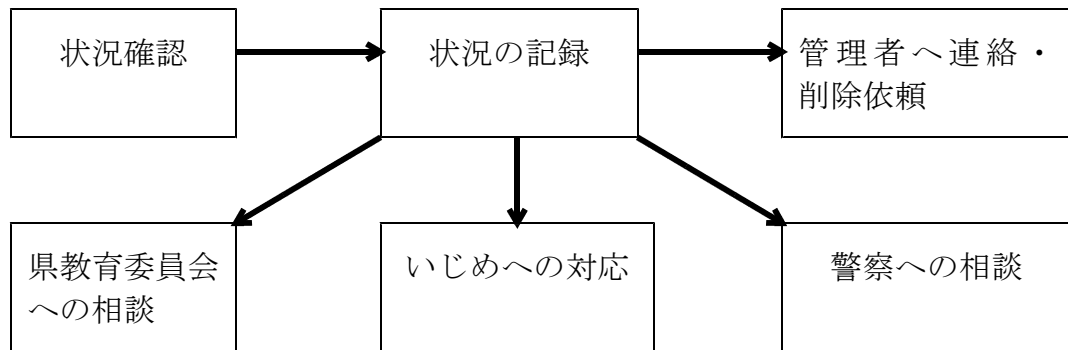 状況確認
状況の記録
管理者へ連絡・
削除依頼
県教育委員会
への相談
いじめへの対応
警察への相談